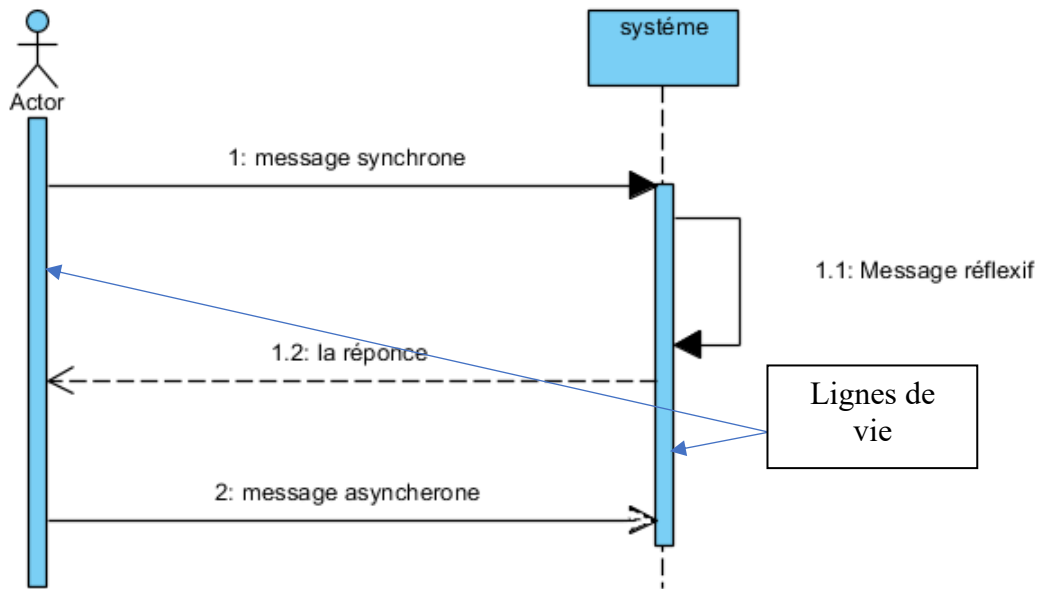 systéme
Actor
1: message synchrone
1.1: Message réflexif
1.2: la réponce
Lignes de
vie
2: message asyncherone